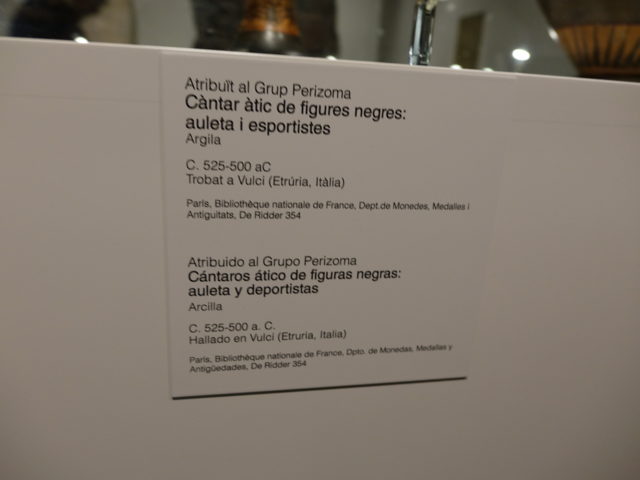 Atribuït al Grup Perizoma
Càntar àtic de figures negres:
auleta i esportistes
Argila
C. 525-500 aC
Trobat a Vulci (Etrúria, Itàlia)
París, Bibliothèque nationale de France, Dept.de Monedes, Medalles i
Antiguitats, De Ridder 354
Atribuido al Grupo Perizoma
Cántaros ático de figuras negras:
auleta y deportistas
Arcilla
C. 525-500 a. C.
Hallado en Vulci (Etruria, Italia)
París, Bibliothèque nationale de France, Dpto. de Monedas, Medallas y
Antigüedades, De Ridder 354